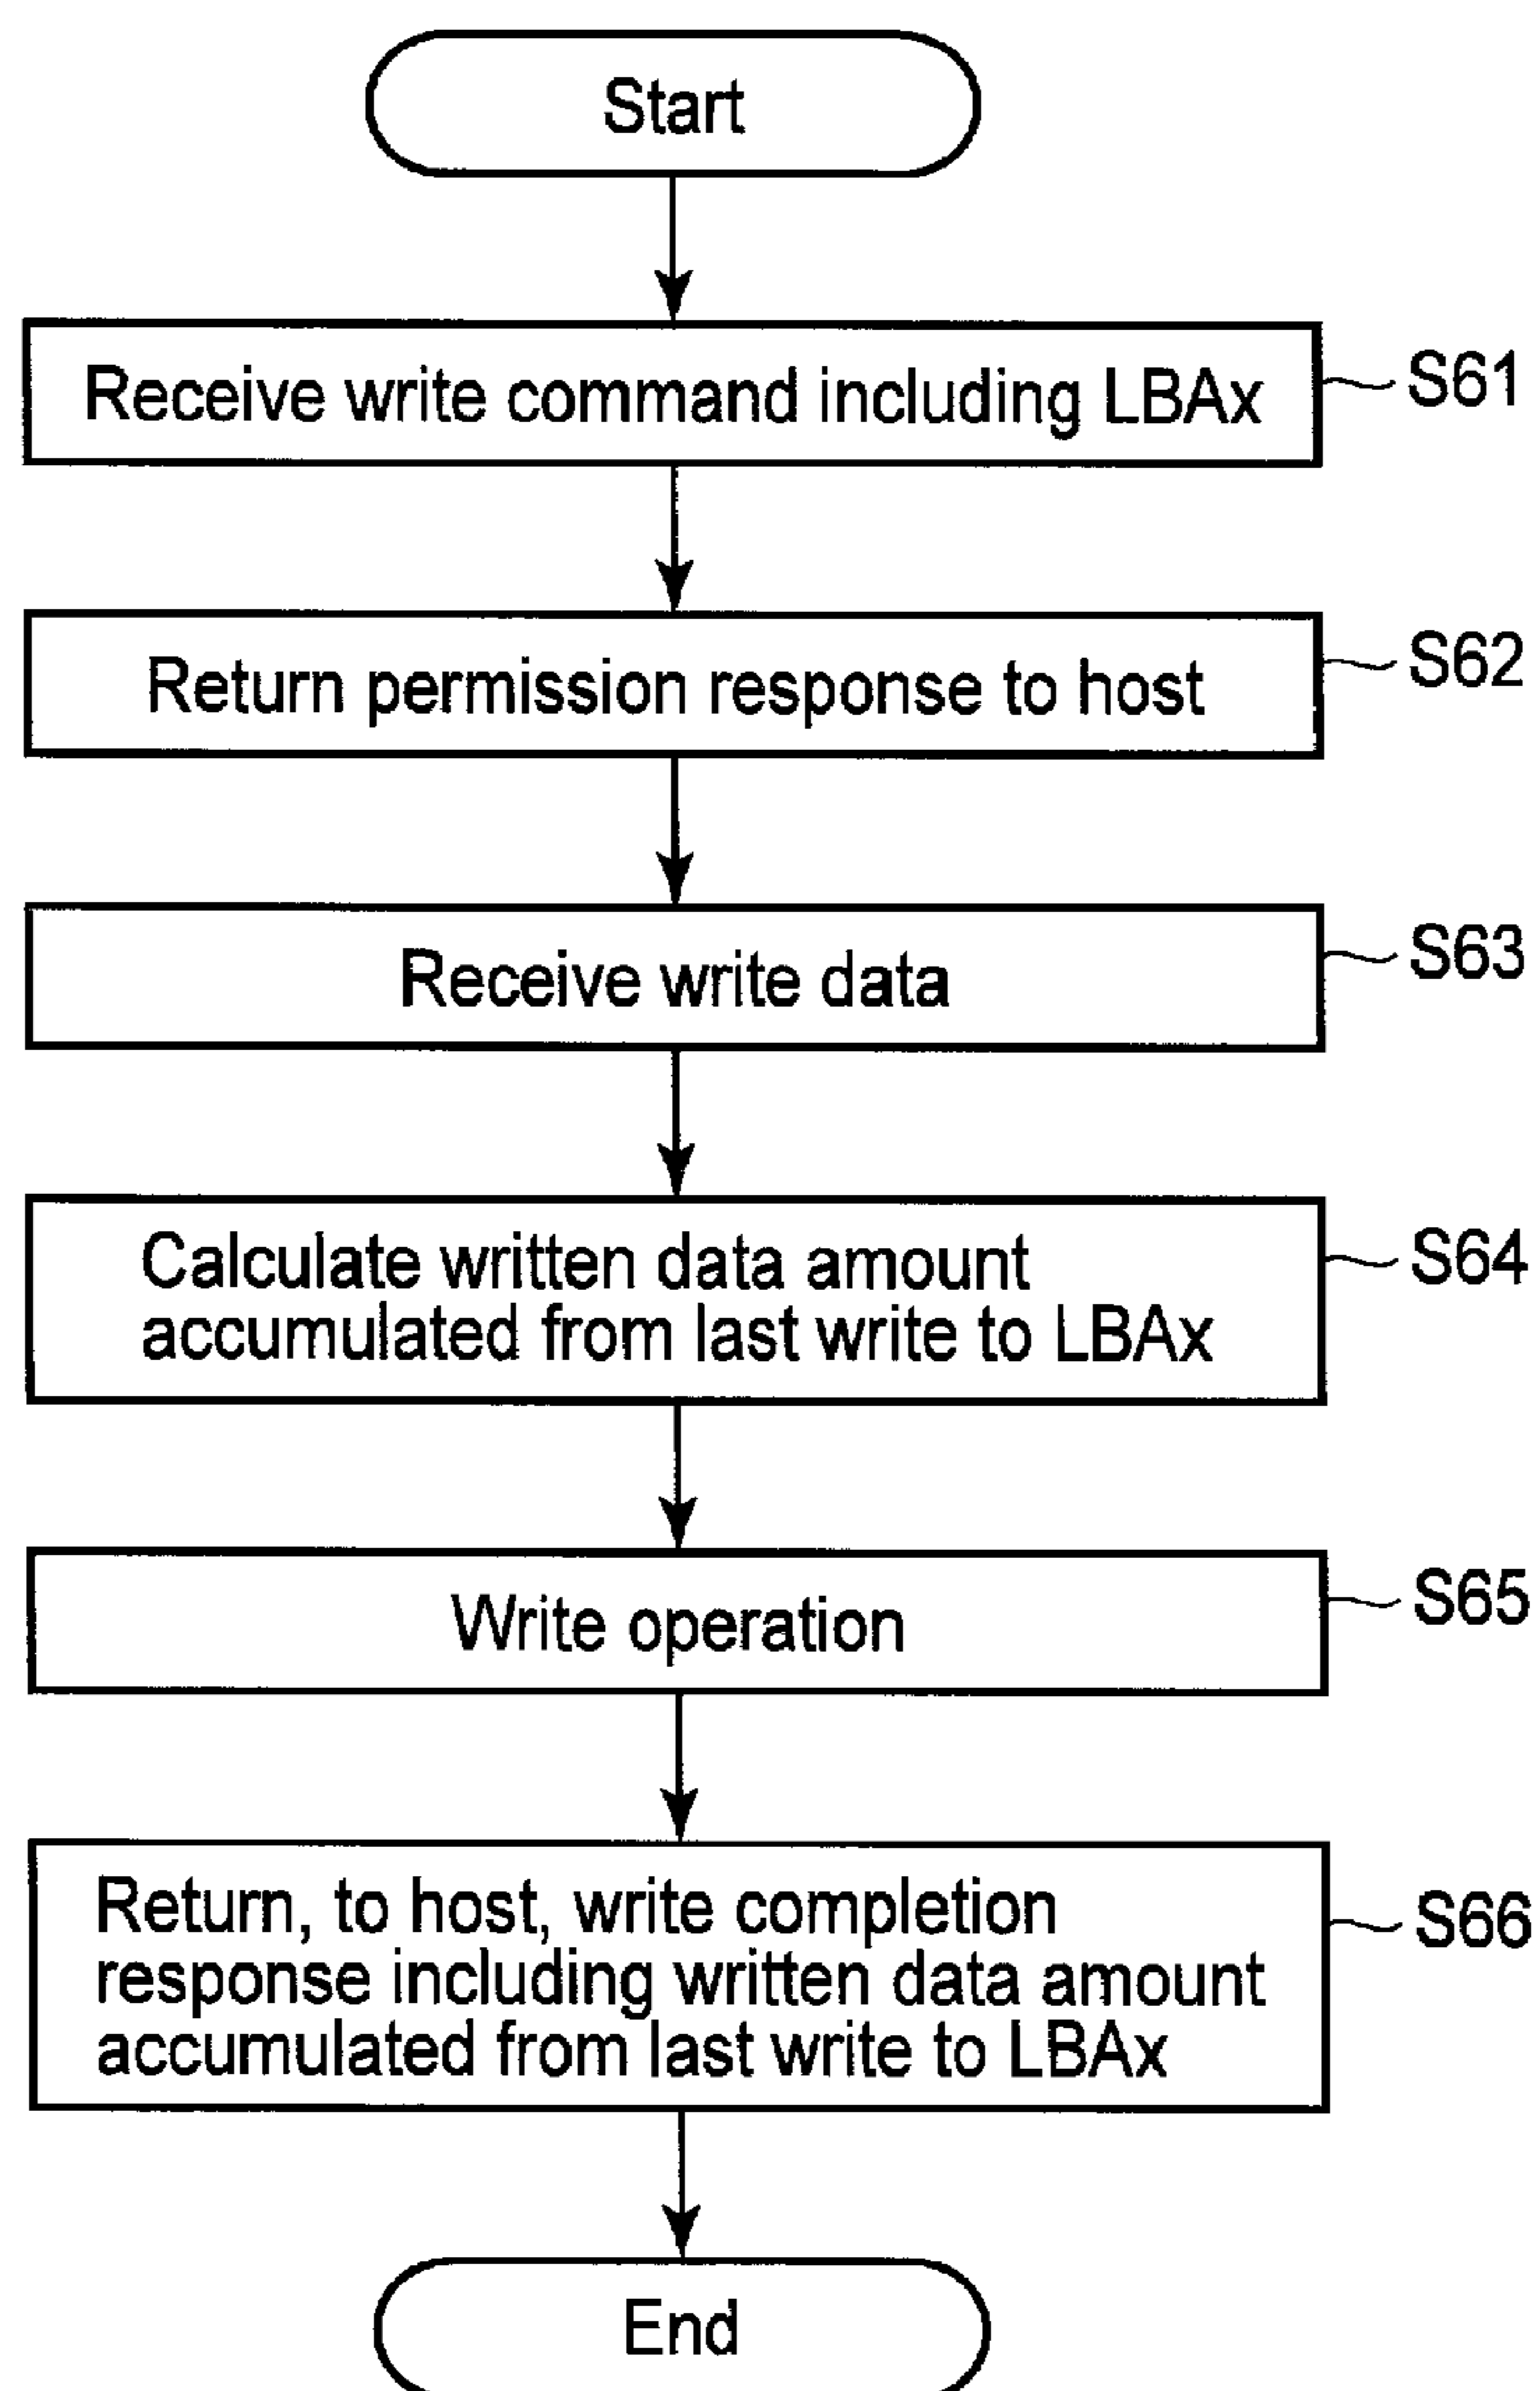 Start
Receive write command including LBAx
S61
Return permission response to host
S62
Receive write data
S63
Calculate written data amount
accumulated from last write to LBAx
S64
Write operation
S65
Return, to host, write completion
response including written data amount
accumulated from last write to LBAx
S66
End